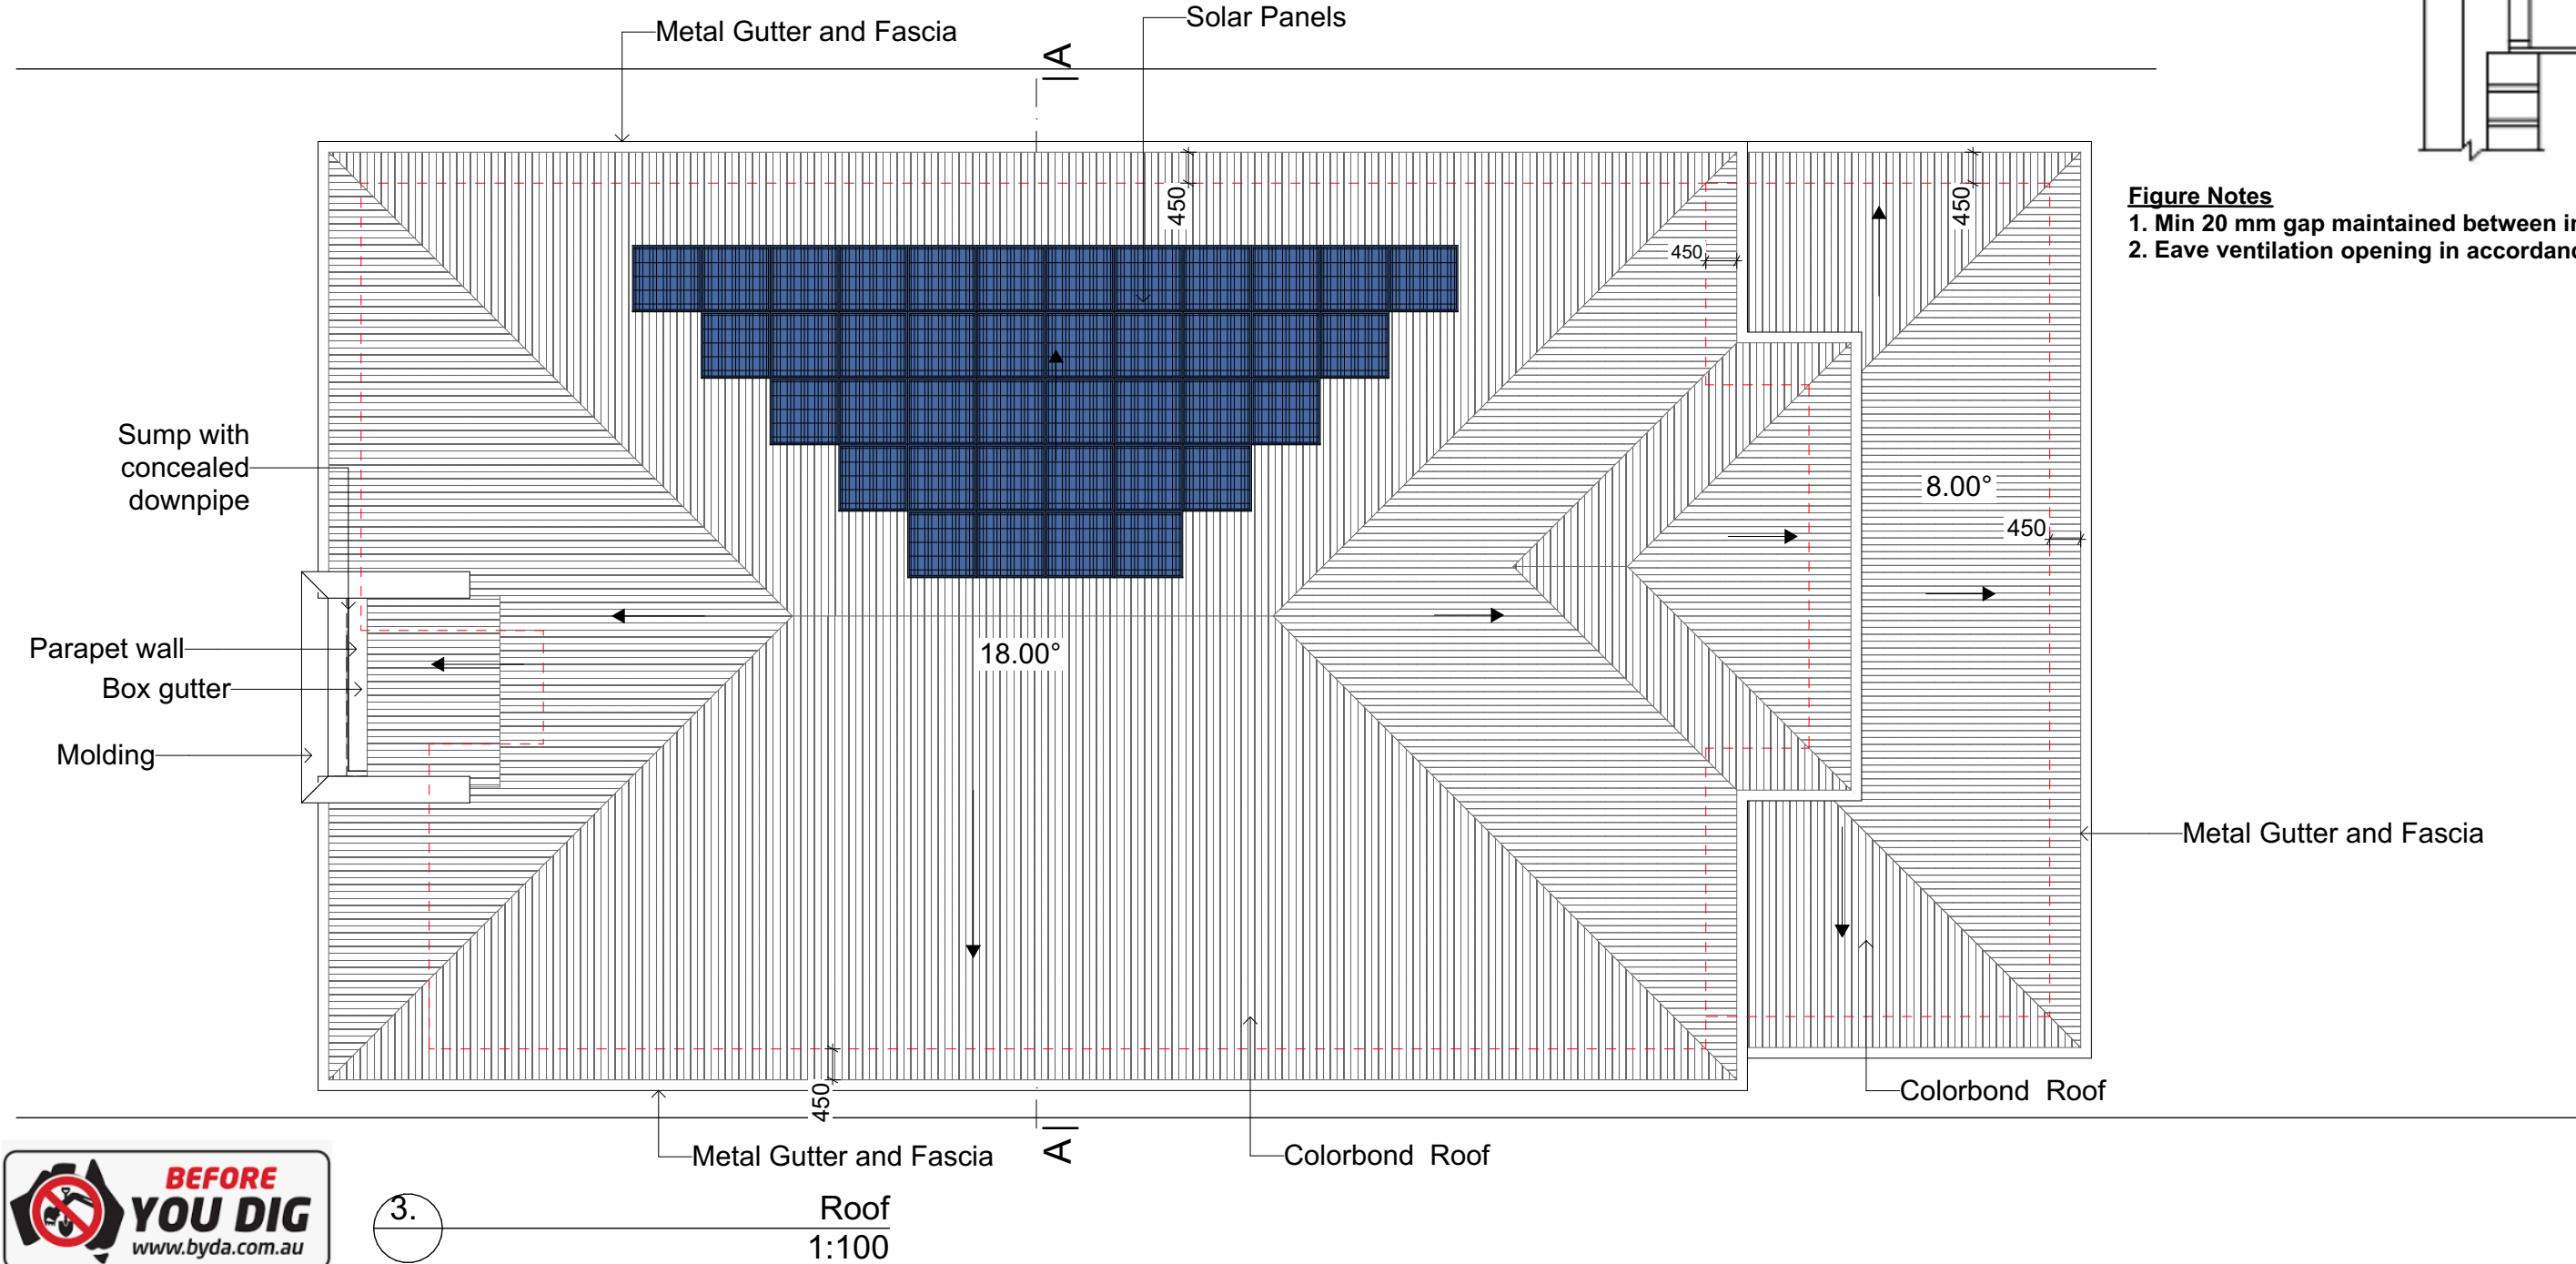 Metal Gutter and Fascia
Solar Panels
A
450
450
Figure Notes
1. Min 20 mm gap maintained between
2. Eave ventilation opening in
450
Sump with
concealed
downpipe
8.00°
450
Parapet wall
18.00°
Box gutter
Molding
Metal Gutter and Fascia
450
Colorbond Roof
Metal Gutter and Fascia
A
Colorbond Roof
BEFORE
YOU DIG
www.byda.com.au
3.
Roof
1:100